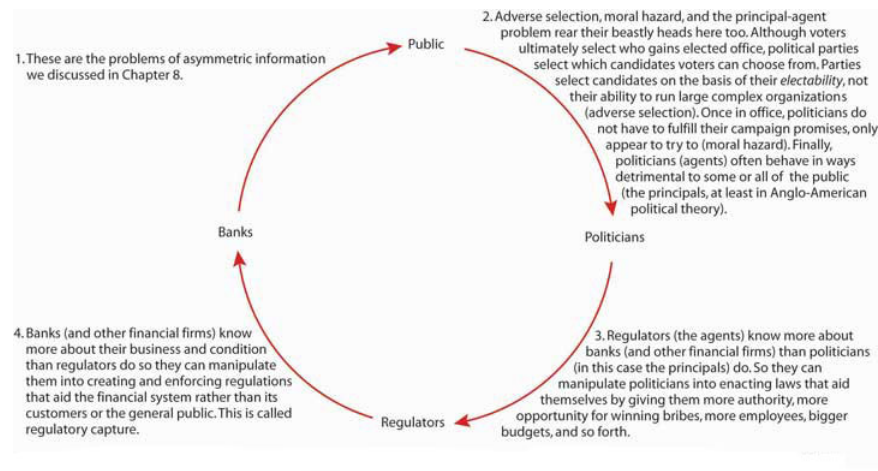 1. These are the problems of asymmetric information
we discussed in Chapter 8.
Public
2. Adverse selection, moral hazard, and the principal-agent
problem rear their beastly heads here too. Although voters
ultimately select who gains elected office, political parties
select which candidates voters can choose from. Parties
select candidates on the basis of their electability, not
their ability to run large complex organizations
(adverse selection). Once in office, politicians do
not have to fulfill their campaign promises, only
appear to try to (moral hazard). Finally,
politicians (agents) often behave in ways
detrimental to some or all of the public
(the principals, at least in Anglo-American
political theory).
Banks
Politicians
4. Banks (and other financial firms) know
more about their business and condition
than regulators do so they can manipulate
them into creating and enforcing regulations
that aid the financial system rather than its
customers or the general public. This is called
regulatory capture.
3. Regulators (the agents) know more about
banks (and other financial firms) than politicians
(in this case the principals) do. So they can
manipulate politicians into enacting laws that aid
themselves by giving them more authority, more
opportunity for winning bribes, more employees, bigger
budgets, and so forth.
Regulators